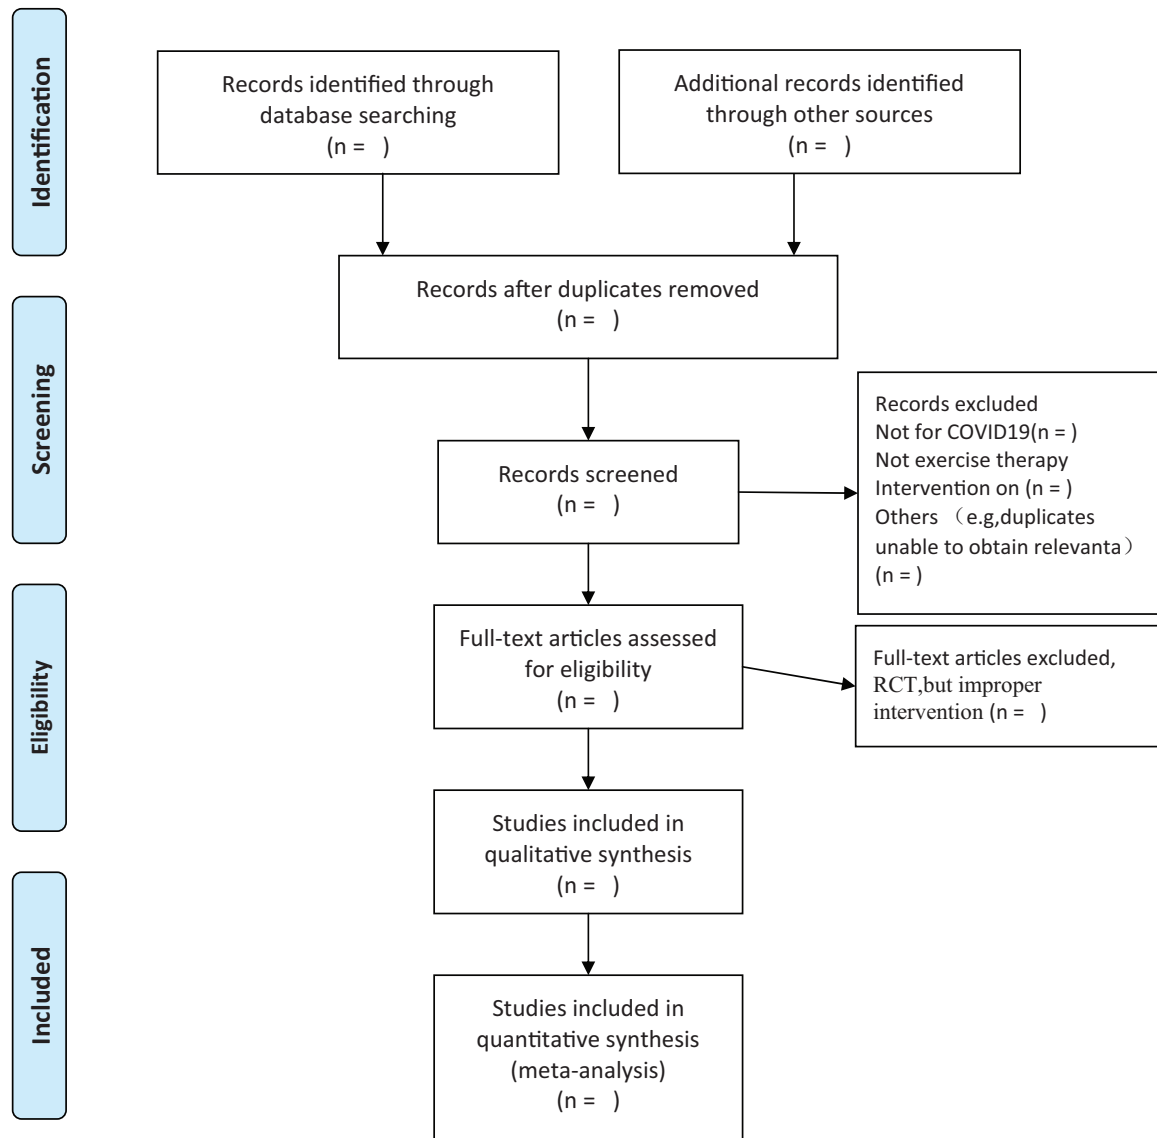 Identification
Records identified through
database searching
(n =   )
Additional records identified
through other sources
(n =   )
Records after duplicates removed
(n =   )
Screening
Records screened
(n =   )
Records excluded
Not for COVID19(n = )
Not exercise therapy
Intervention on (n = )
Others （e.g,duplicates
unable to obtain relevanta）
(n = )
Eligibility
Full-text articles assessed
for eligibility
(n =   )
Full-text articles excluded,
RCT,but improper
intervention (n =   )
Studies included in
qualitative synthesis
(n =   )
Included
Studies included in
quantitative synthesis
(meta-analysis)
(n =   )